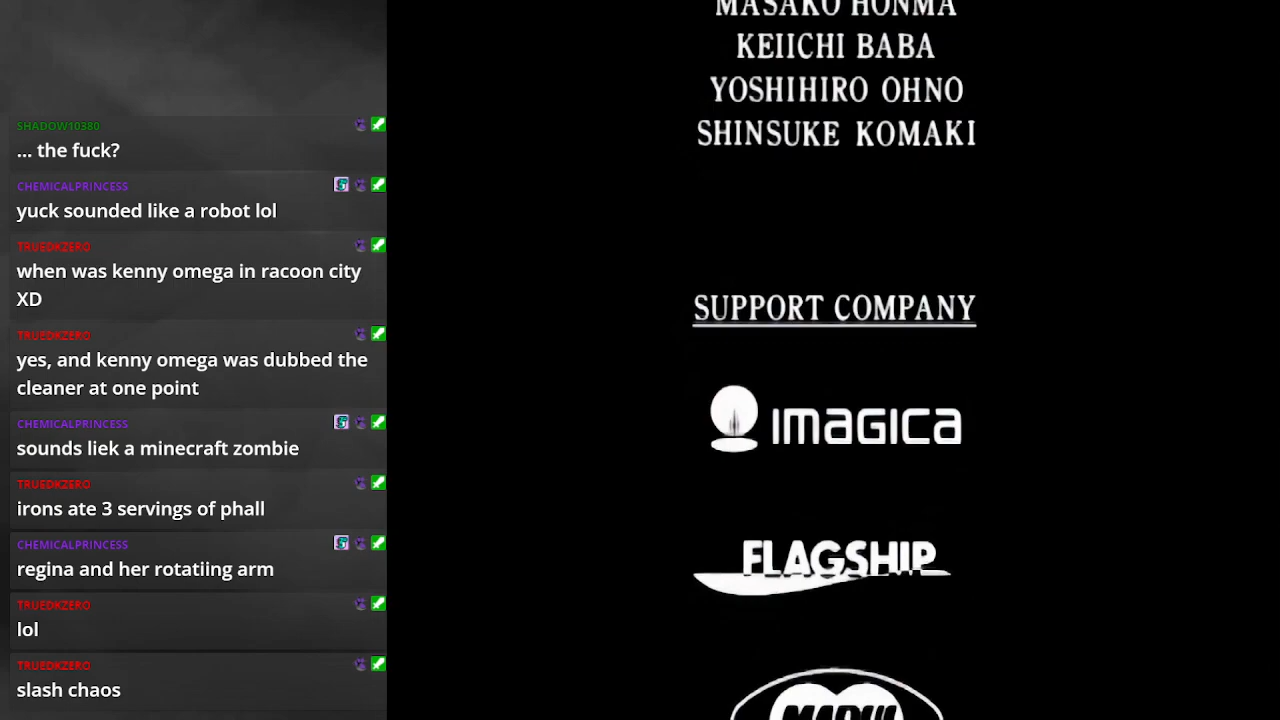 SHADOW10380
... the fuck?
CHEMICALPRINCESS
yuck sounded like a robot lol
TRUEDKZERO
when was kenny omega in racoon city
XD
TRUEDKZERO
yes, and kenny omega was dubbed the
cleaner at one point
CHEMICALPRINCESS
sounds liek a minecraft zombie
TRUEDKZERO
irons ate 3 servings of phall
CHEMICALPRINCESS
regina and her rotatiing arm
TRUEDKZERO
lol
TRUEDKZERO
slash chaos
MASAKO HONMA
KEIICHI BABA
YOSHIHIRO OHNO
SHINSUKE KOMAKI
SUPPORT COMPANY
IMAGICA
FLAGSHIP